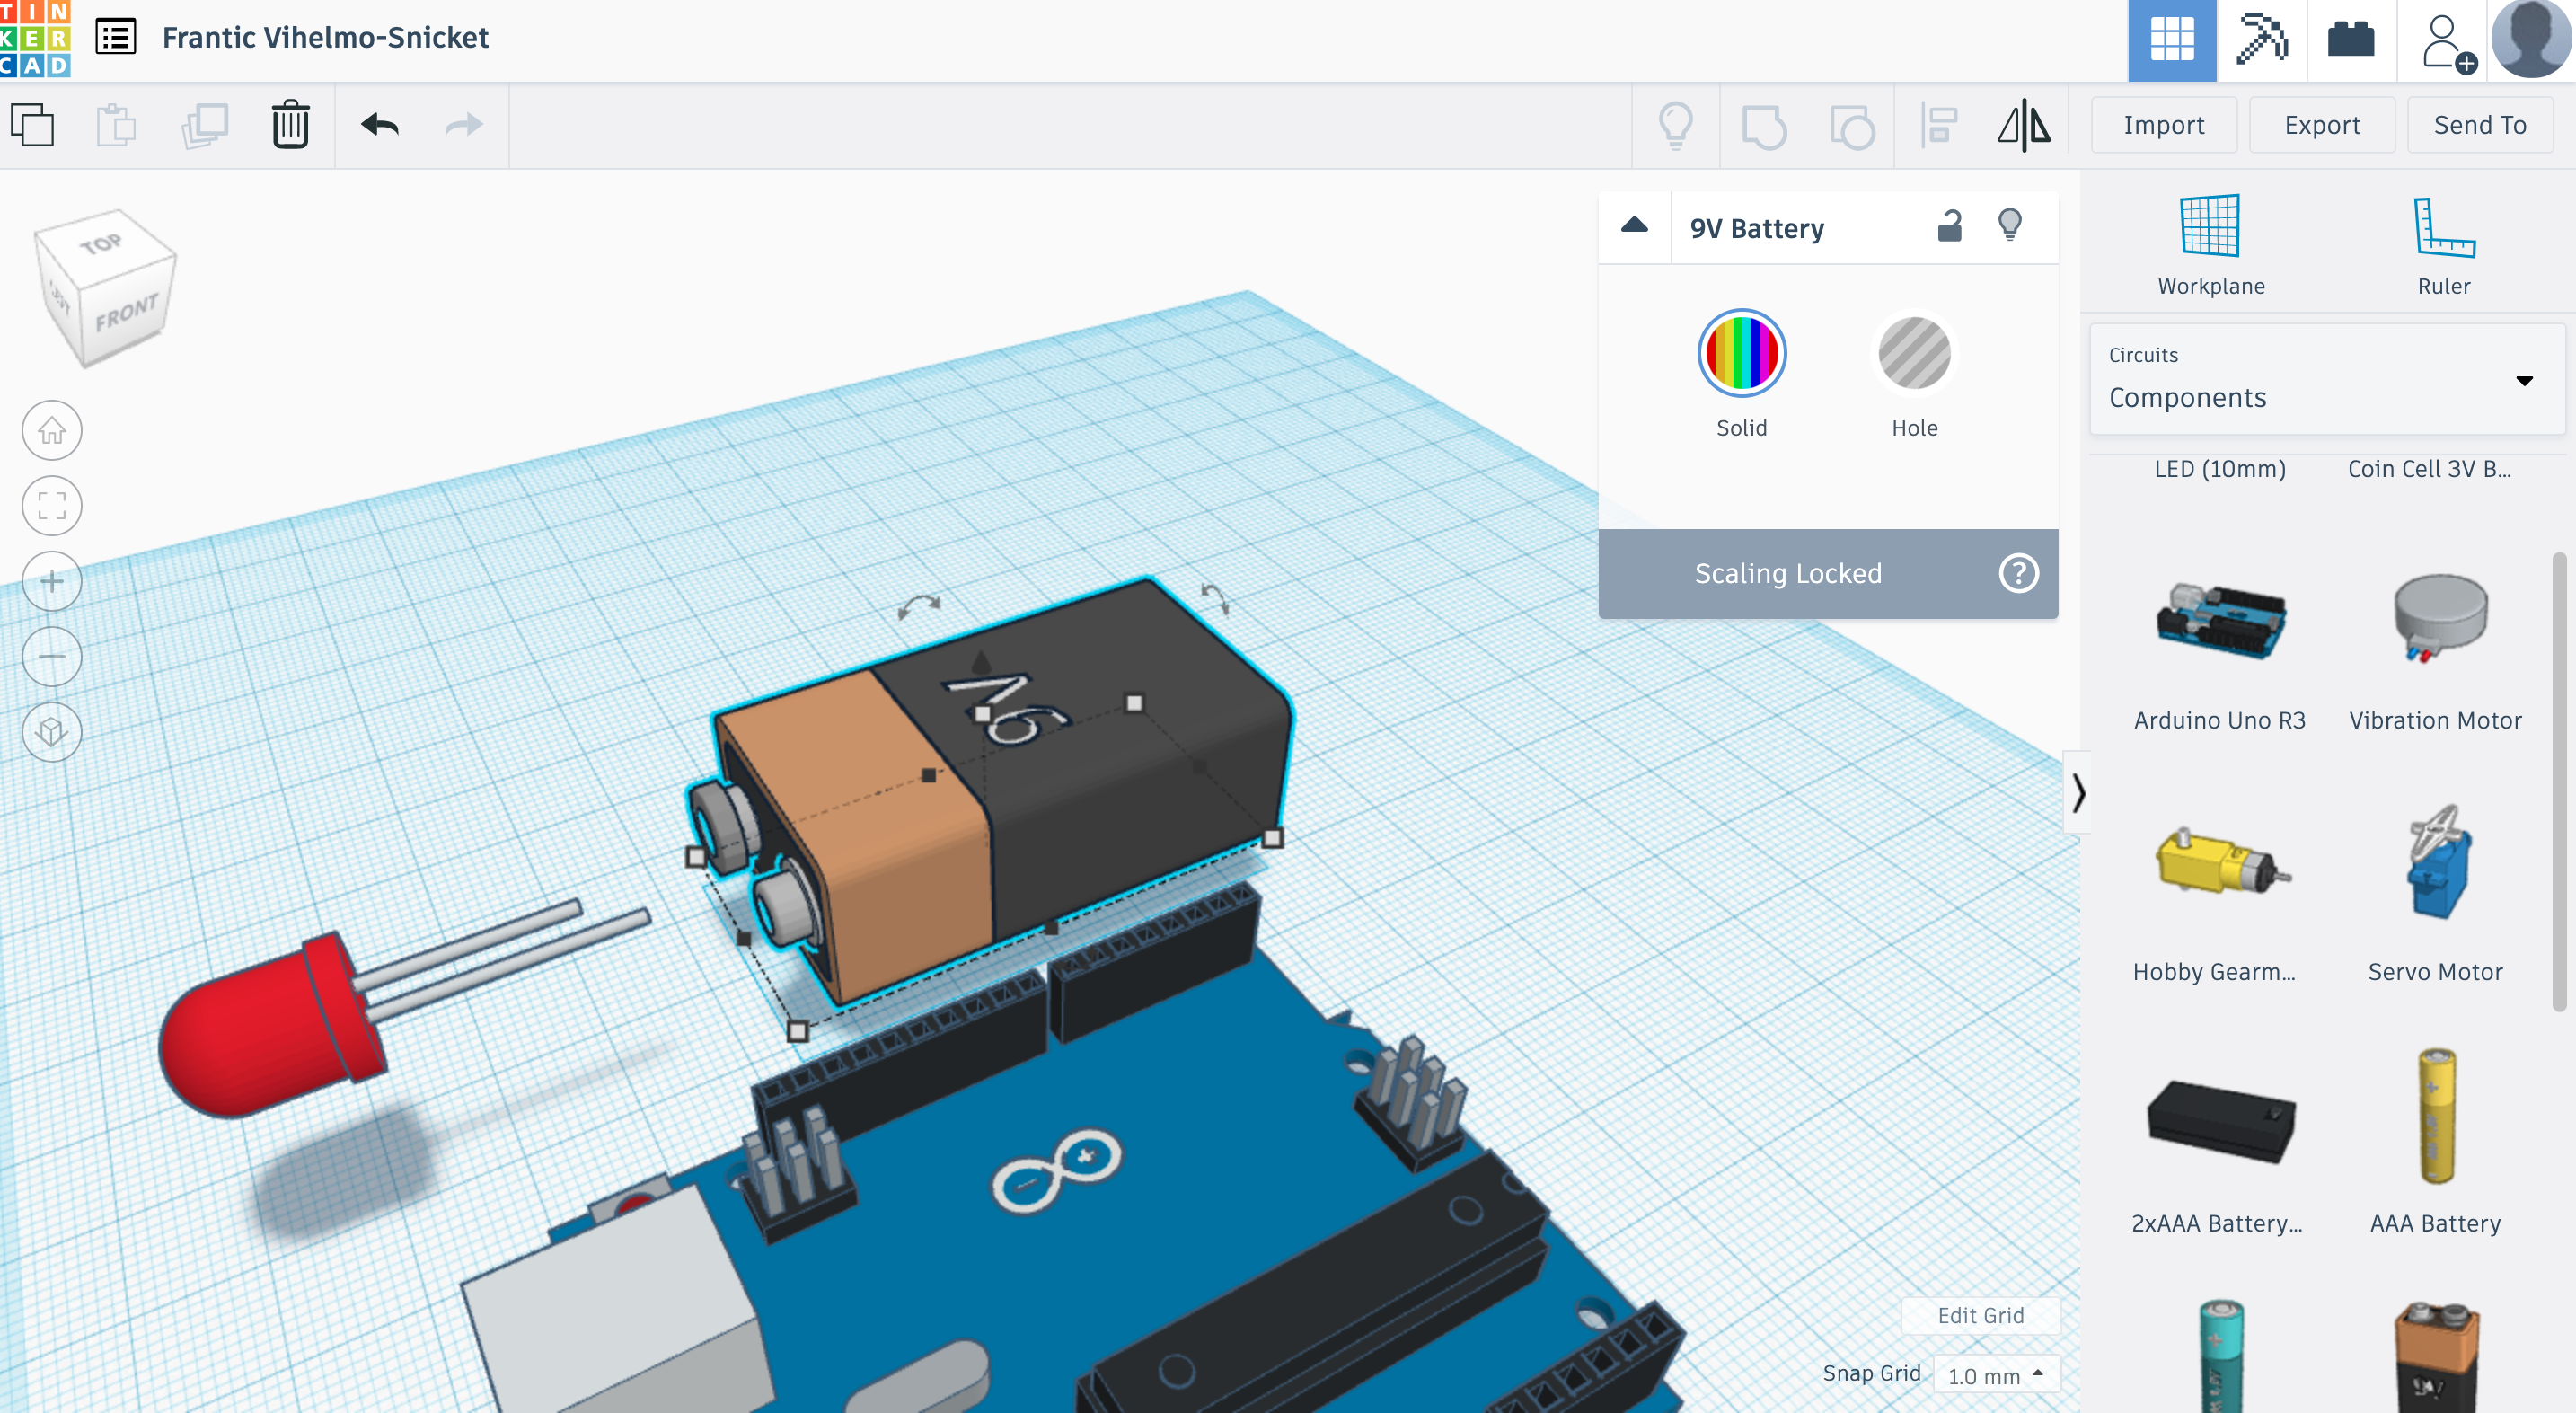 TIN
KER
CAD
Frantic Vihelmo-Snicket
Import
Export
Send To
TOP
LEFT
FRONT
9V Battery
Solid
Hole
Scaling Locked
?
Workplane
Ruler
Circuits
Components
LED (10mm)
Coin Cell 3V B...
Arduino Uno R3
Vibration Motor
Hobby Gearm...
Servo Motor
2xAAA Battery...
AAA Battery
9V
9V
Edit Grid
Snap Grid
1.0 mm